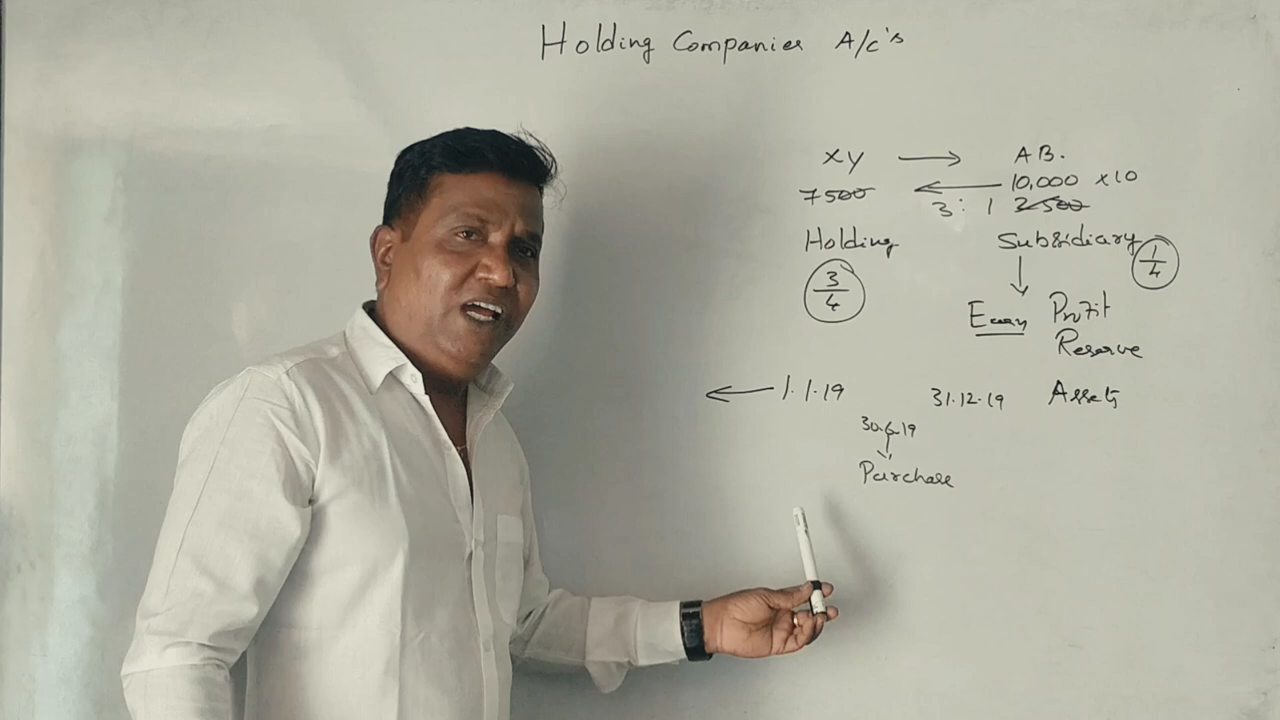 Holding Companies A/c's
XY → AB.
7500 ← 10,000 x10
3 : 1 2500
Holding Subsidiary 1/4
3/4
Earn Profit
Reserve
← 1.1.19 31.12.19 Assets
30.6.19
Purchase